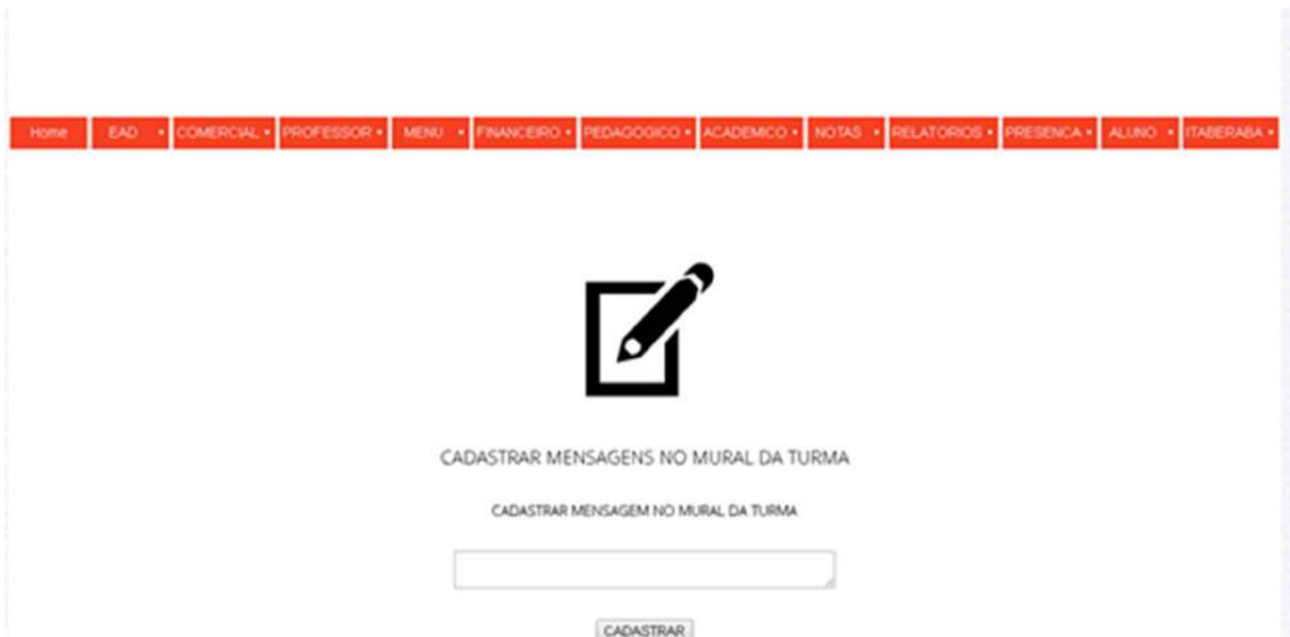 Home EAD COMERCIAL PROFESSOR MENU FINANCEIRO PEDAGOGICO ACADEMICO NOTAS RELATORIOS PRESENCA ALUNO ITABERABA
CADASTRAR MENSAGENS NO MURAL DA TURMA
CADASTRAR MENSAGEM NO MURAL DA TURMA
CADASTRAR